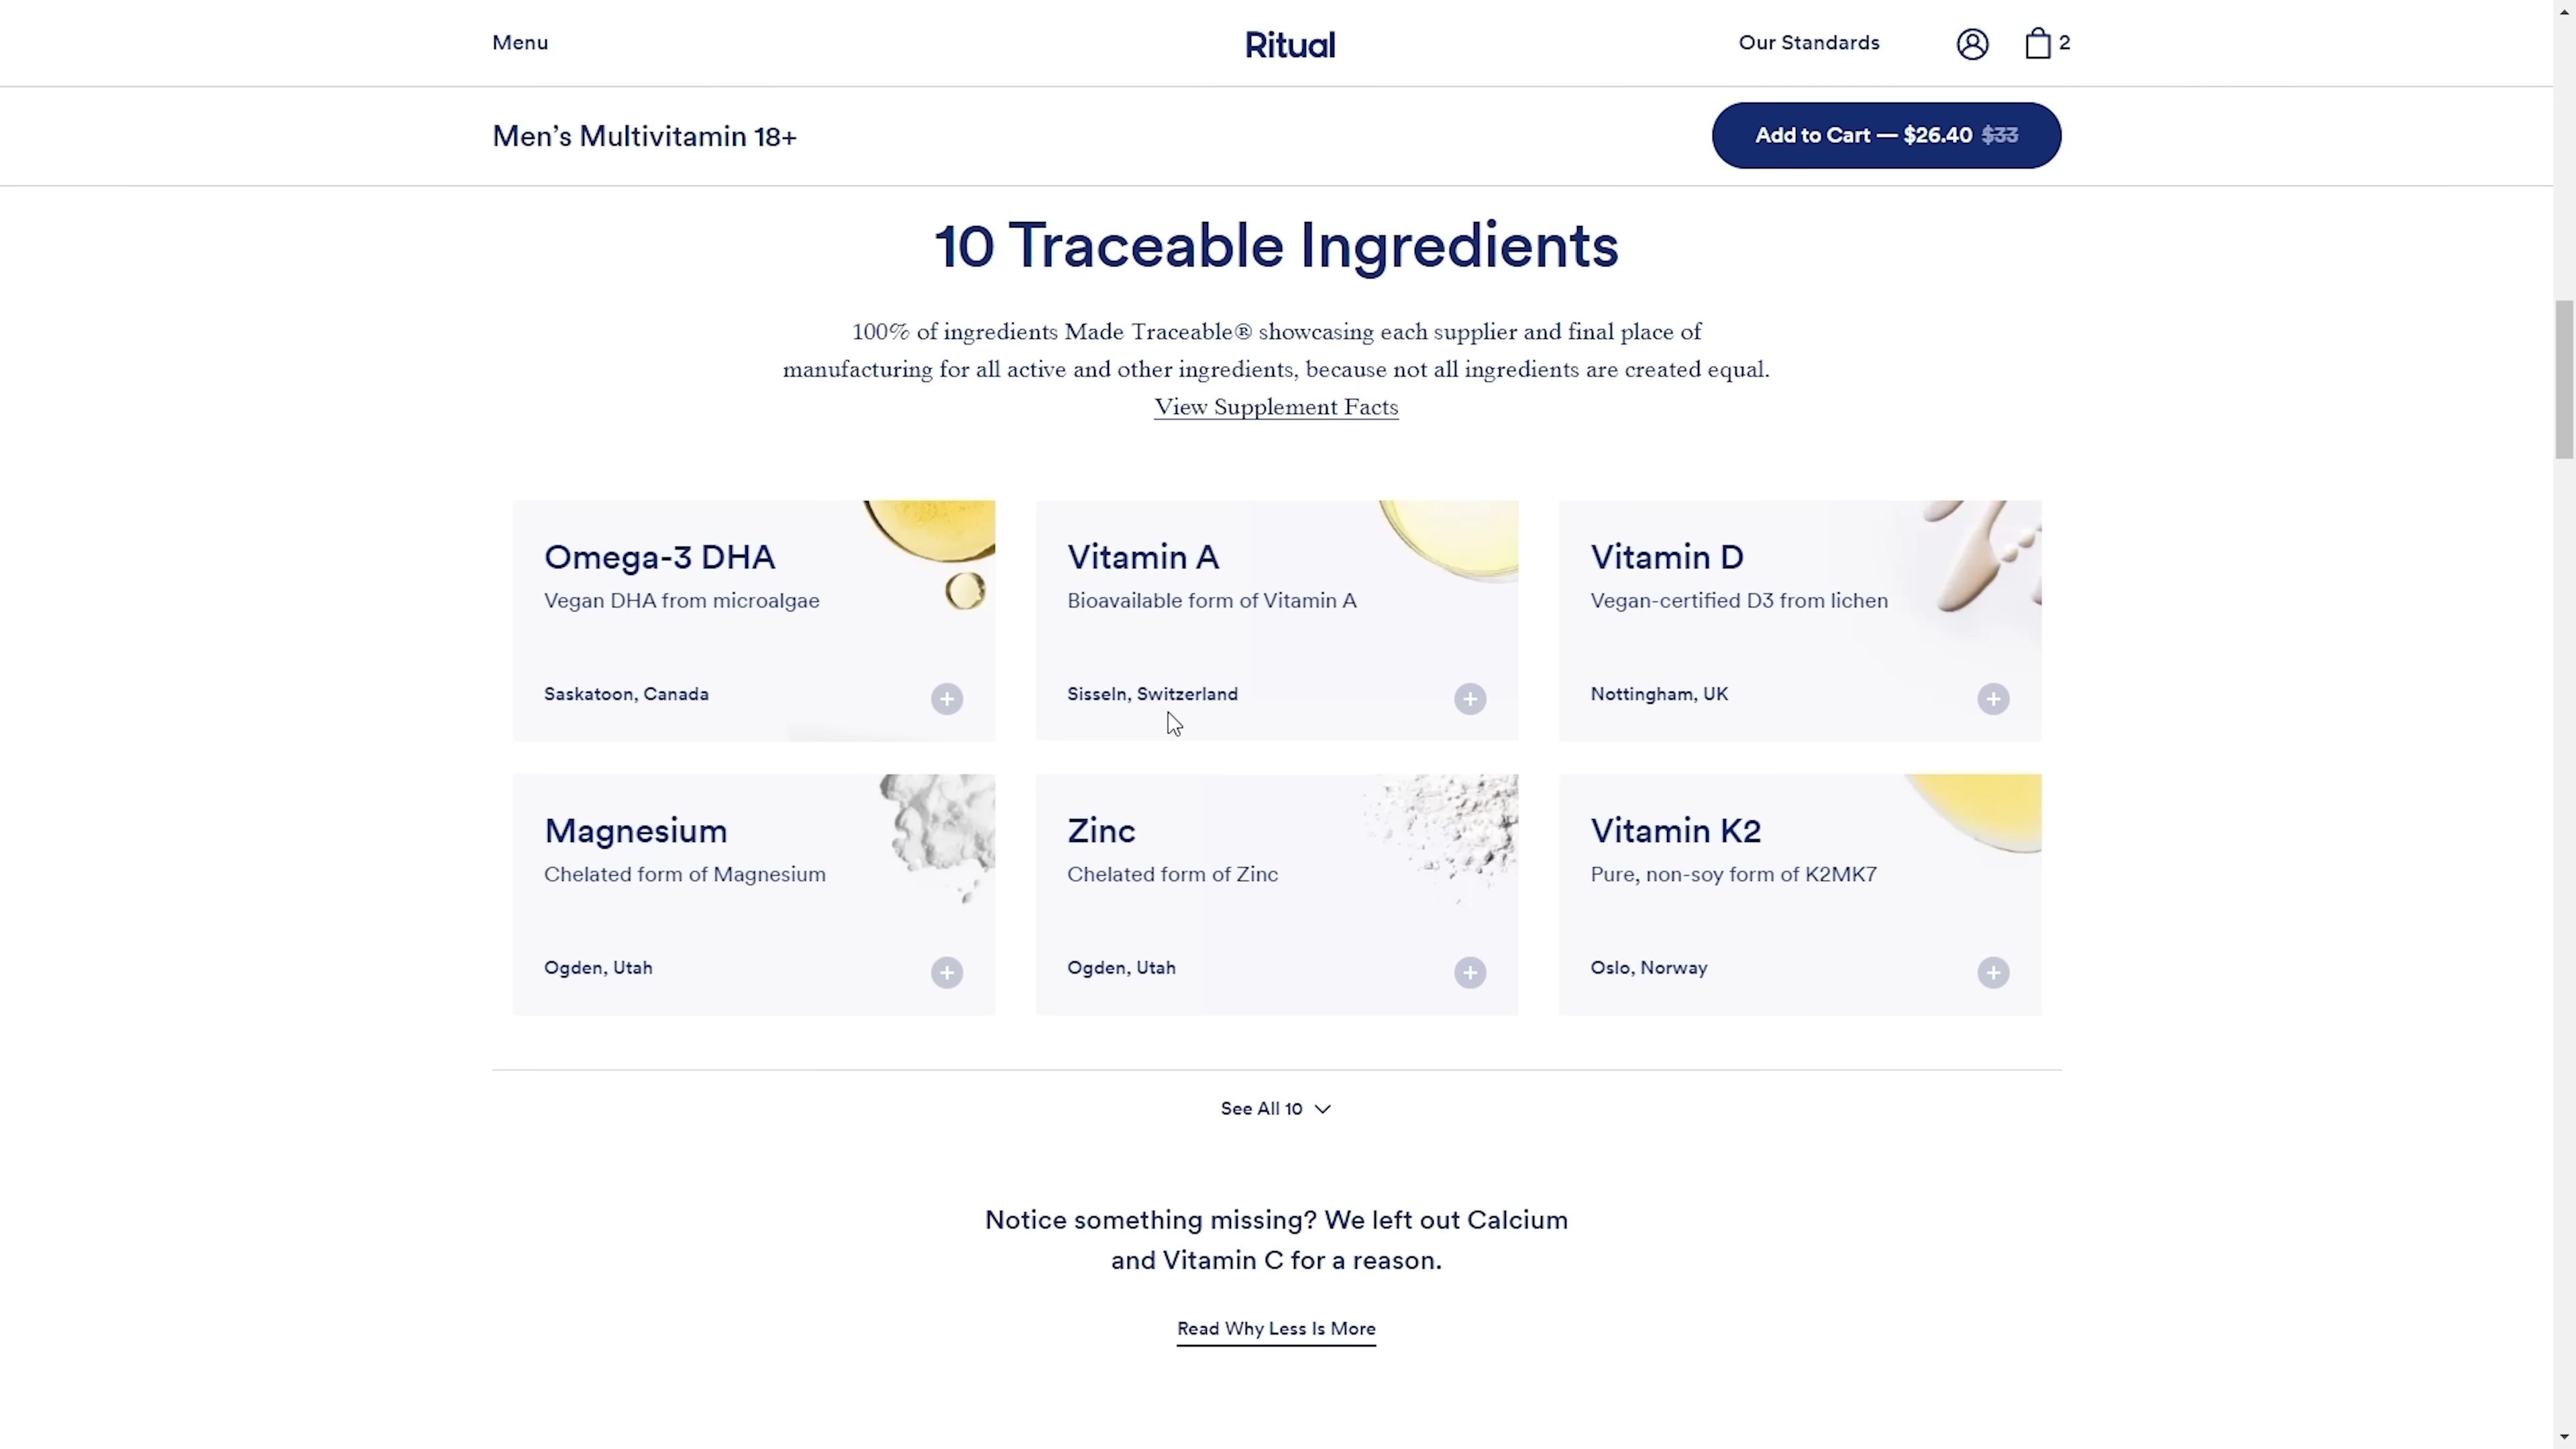 Menu
Ritual
Our Standards
2
Men’s Multivitamin 18+
Add to Cart — $26.40 $33
10 Traceable Ingredients
100% of ingredients Made Traceable® showcasing each supplier and final place of
manufacturing for all active and other ingredients, because not all ingredients are created equal.
View Supplement Facts
Omega-3 DHA
Vegan DHA from microalgae
Saskatoon, Canada
Vitamin A
Bioavailable form of Vitamin A
Sisseln, Switzerland
Vitamin D
Vegan-certified D3 from lichen
Nottingham, UK
Magnesium
Chelated form of Magnesium
Ogden, Utah
Zinc
Chelated form of Zinc
Ogden, Utah
Vitamin K2
Pure, non-soy form of K2MK7
Oslo, Norway
See All 10
Notice something missing? We left out Calcium
and Vitamin C for a reason.
Read Why Less Is More